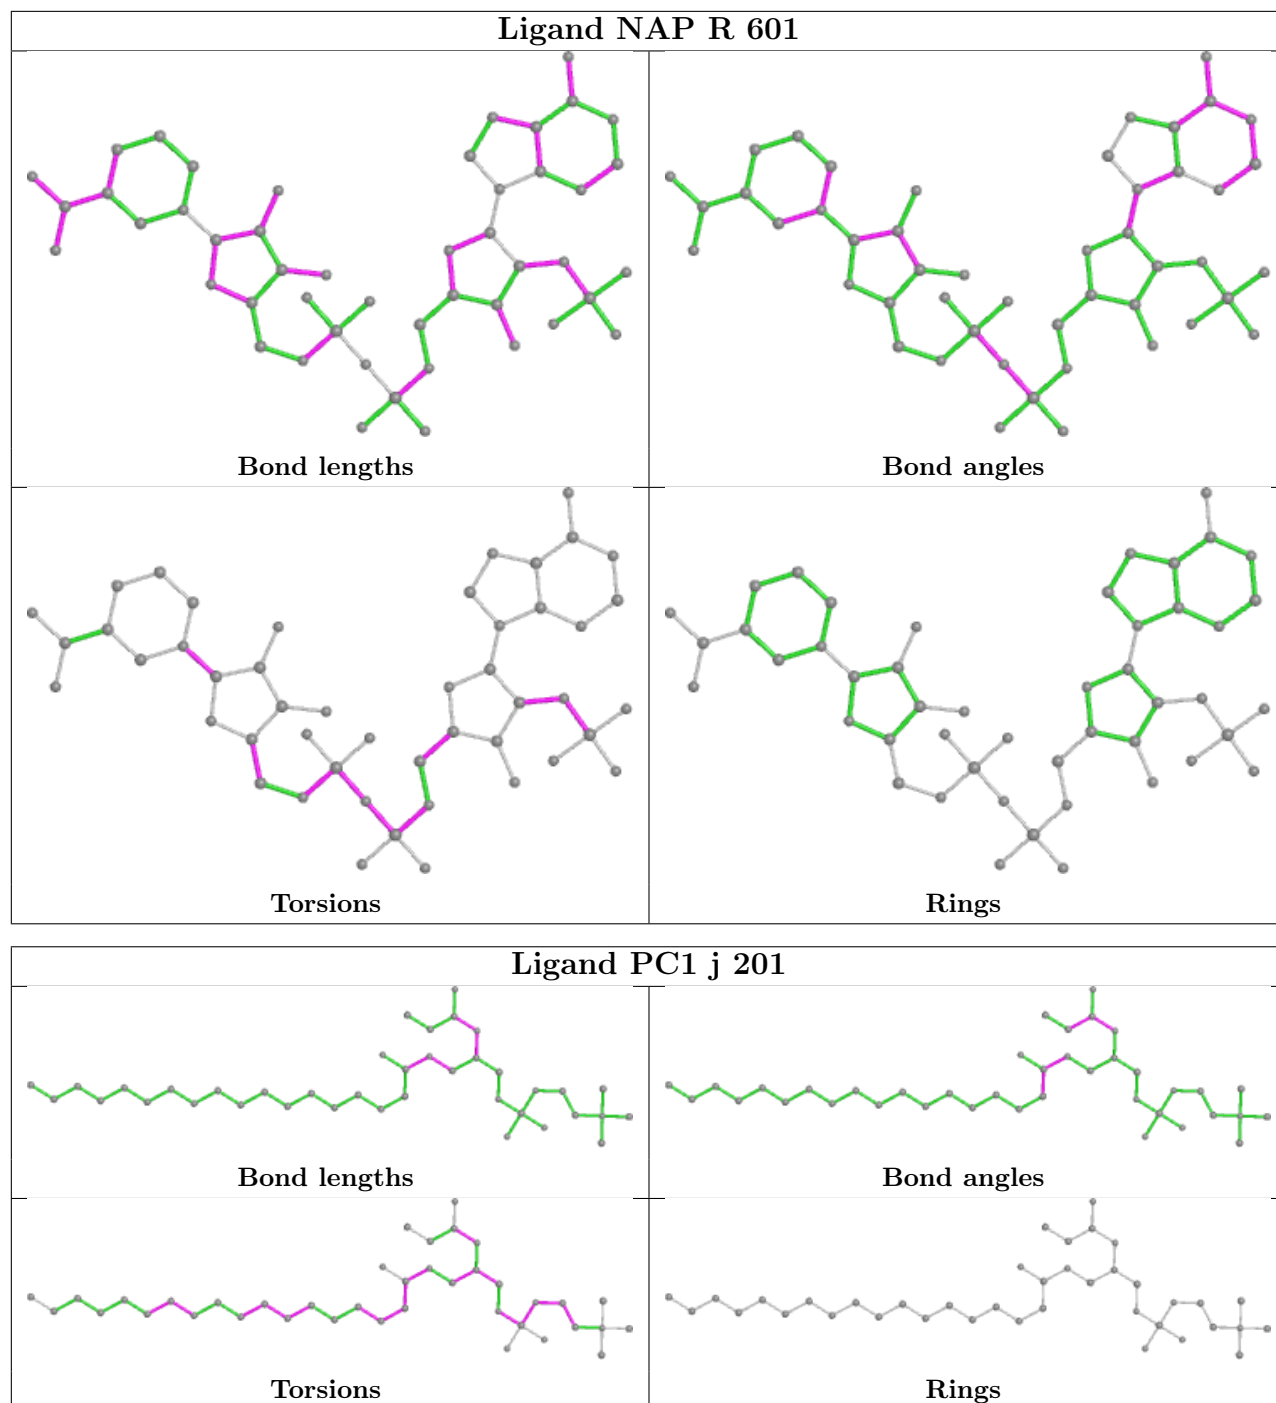 Ligand NAP R 601
Bond lengths
Bond angles
Torsions
Rings
Ligand PC1 j 201
Bond lengths
Bond angles
Torsions
Rings